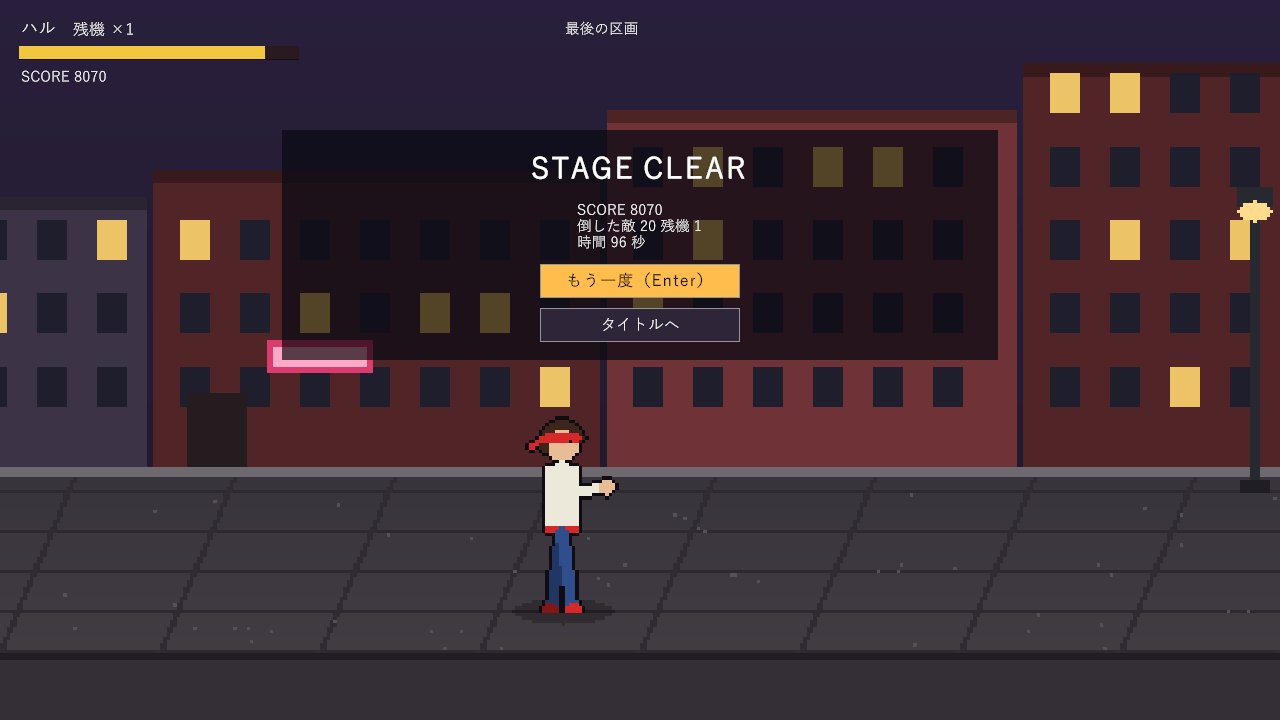 ハル 残機 ×1
最後の区画
SCORE 8070
STAGE CLEAR
SCORE 8070
倒した敵 20 残機 1
時間 96 秒
もう一度（Enter）
タイトルへ